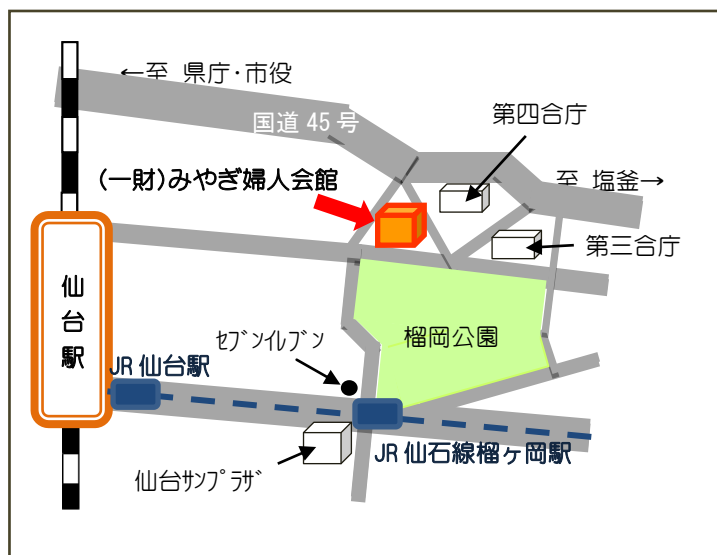 ←至 県庁・市役
国道 45 号
第四合庁
(一財)みやぎ婦人会館
至 塩釜→
第三合庁
仙台駅
ｾﾌﾞﾝｲﾚﾌﾞﾝ
榴岡公園
JR 仙台駅
JR 仙石線榴ヶ岡駅
仙台ｻﾝﾌﾟﾗｻﾞ